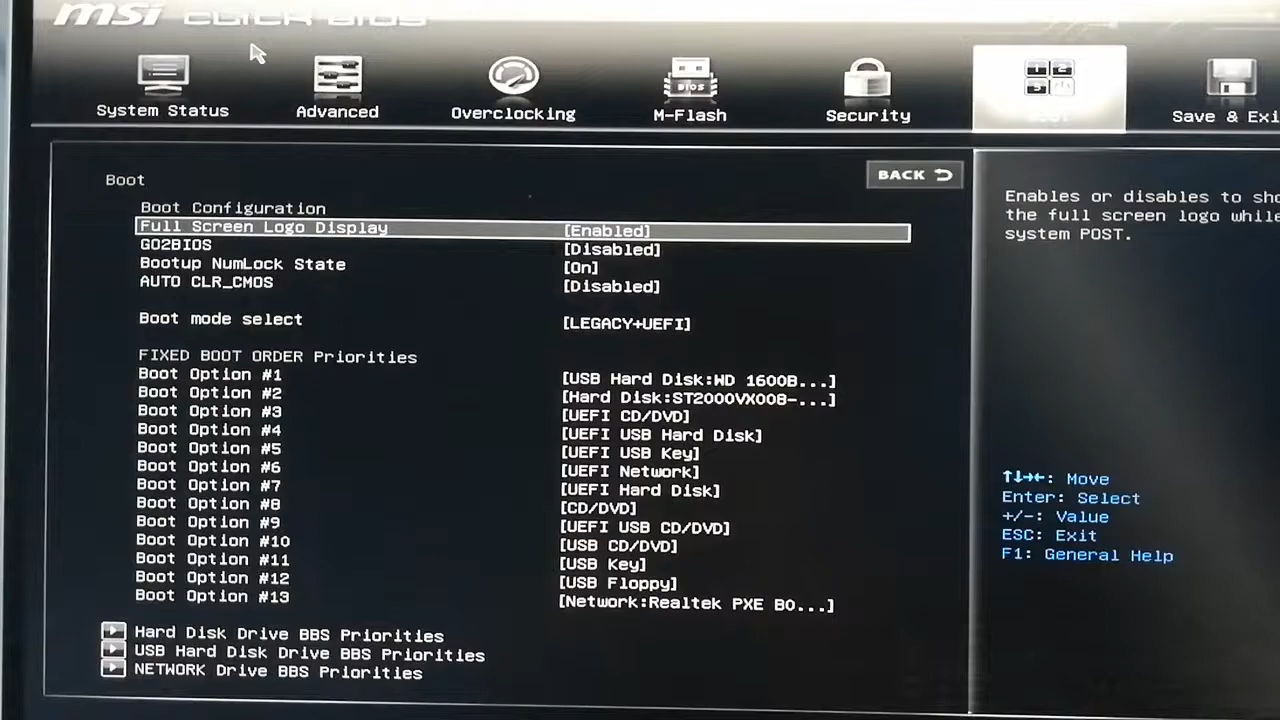 msi CLICK BIOS
System Status
Advanced
Overclocking
M-Flash
Security
Save & Exi
Boot
BACK
Boot Configuration
Full Screen Logo Display [Enabled]
GO2BIOS [Disabled]
Bootup NumLock State [On]
AUTO CLR_CMOS [Disabled]
Boot mode select [LEGACY+UEFI]
FIXED BOOT ORDER Priorities
Boot Option #1 [USB Hard Disk:WD 1600B...]
Boot Option #2 [Hard Disk:ST2000VX008-...]
Boot Option #3 [UEFI CD/DVD]
Boot Option #4 [UEFI USB Hard Disk]
Boot Option #5 [UEFI USB Key]
Boot Option #6 [UEFI Network]
Boot Option #7 [UEFI Hard Disk]
Boot Option #8 [CD/DVD]
Boot Option #9 [UEFI USB CD/DVD]
Boot Option #10 [USB CD/DVD]
Boot Option #11 [USB Key]
Boot Option #12 [USB Floppy]
Boot Option #13 [Network:Realtek PXE BO...]
Hard Disk Drive BBS Priorities
USB Hard Disk Drive BBS Priorities
NETWORK Drive BBS Priorities
Enables or disables to sho
the full screen logo while
system POST.
↑↓→←: Move
Enter: Select
+/-: Value
ESC: Exit
F1: General Help